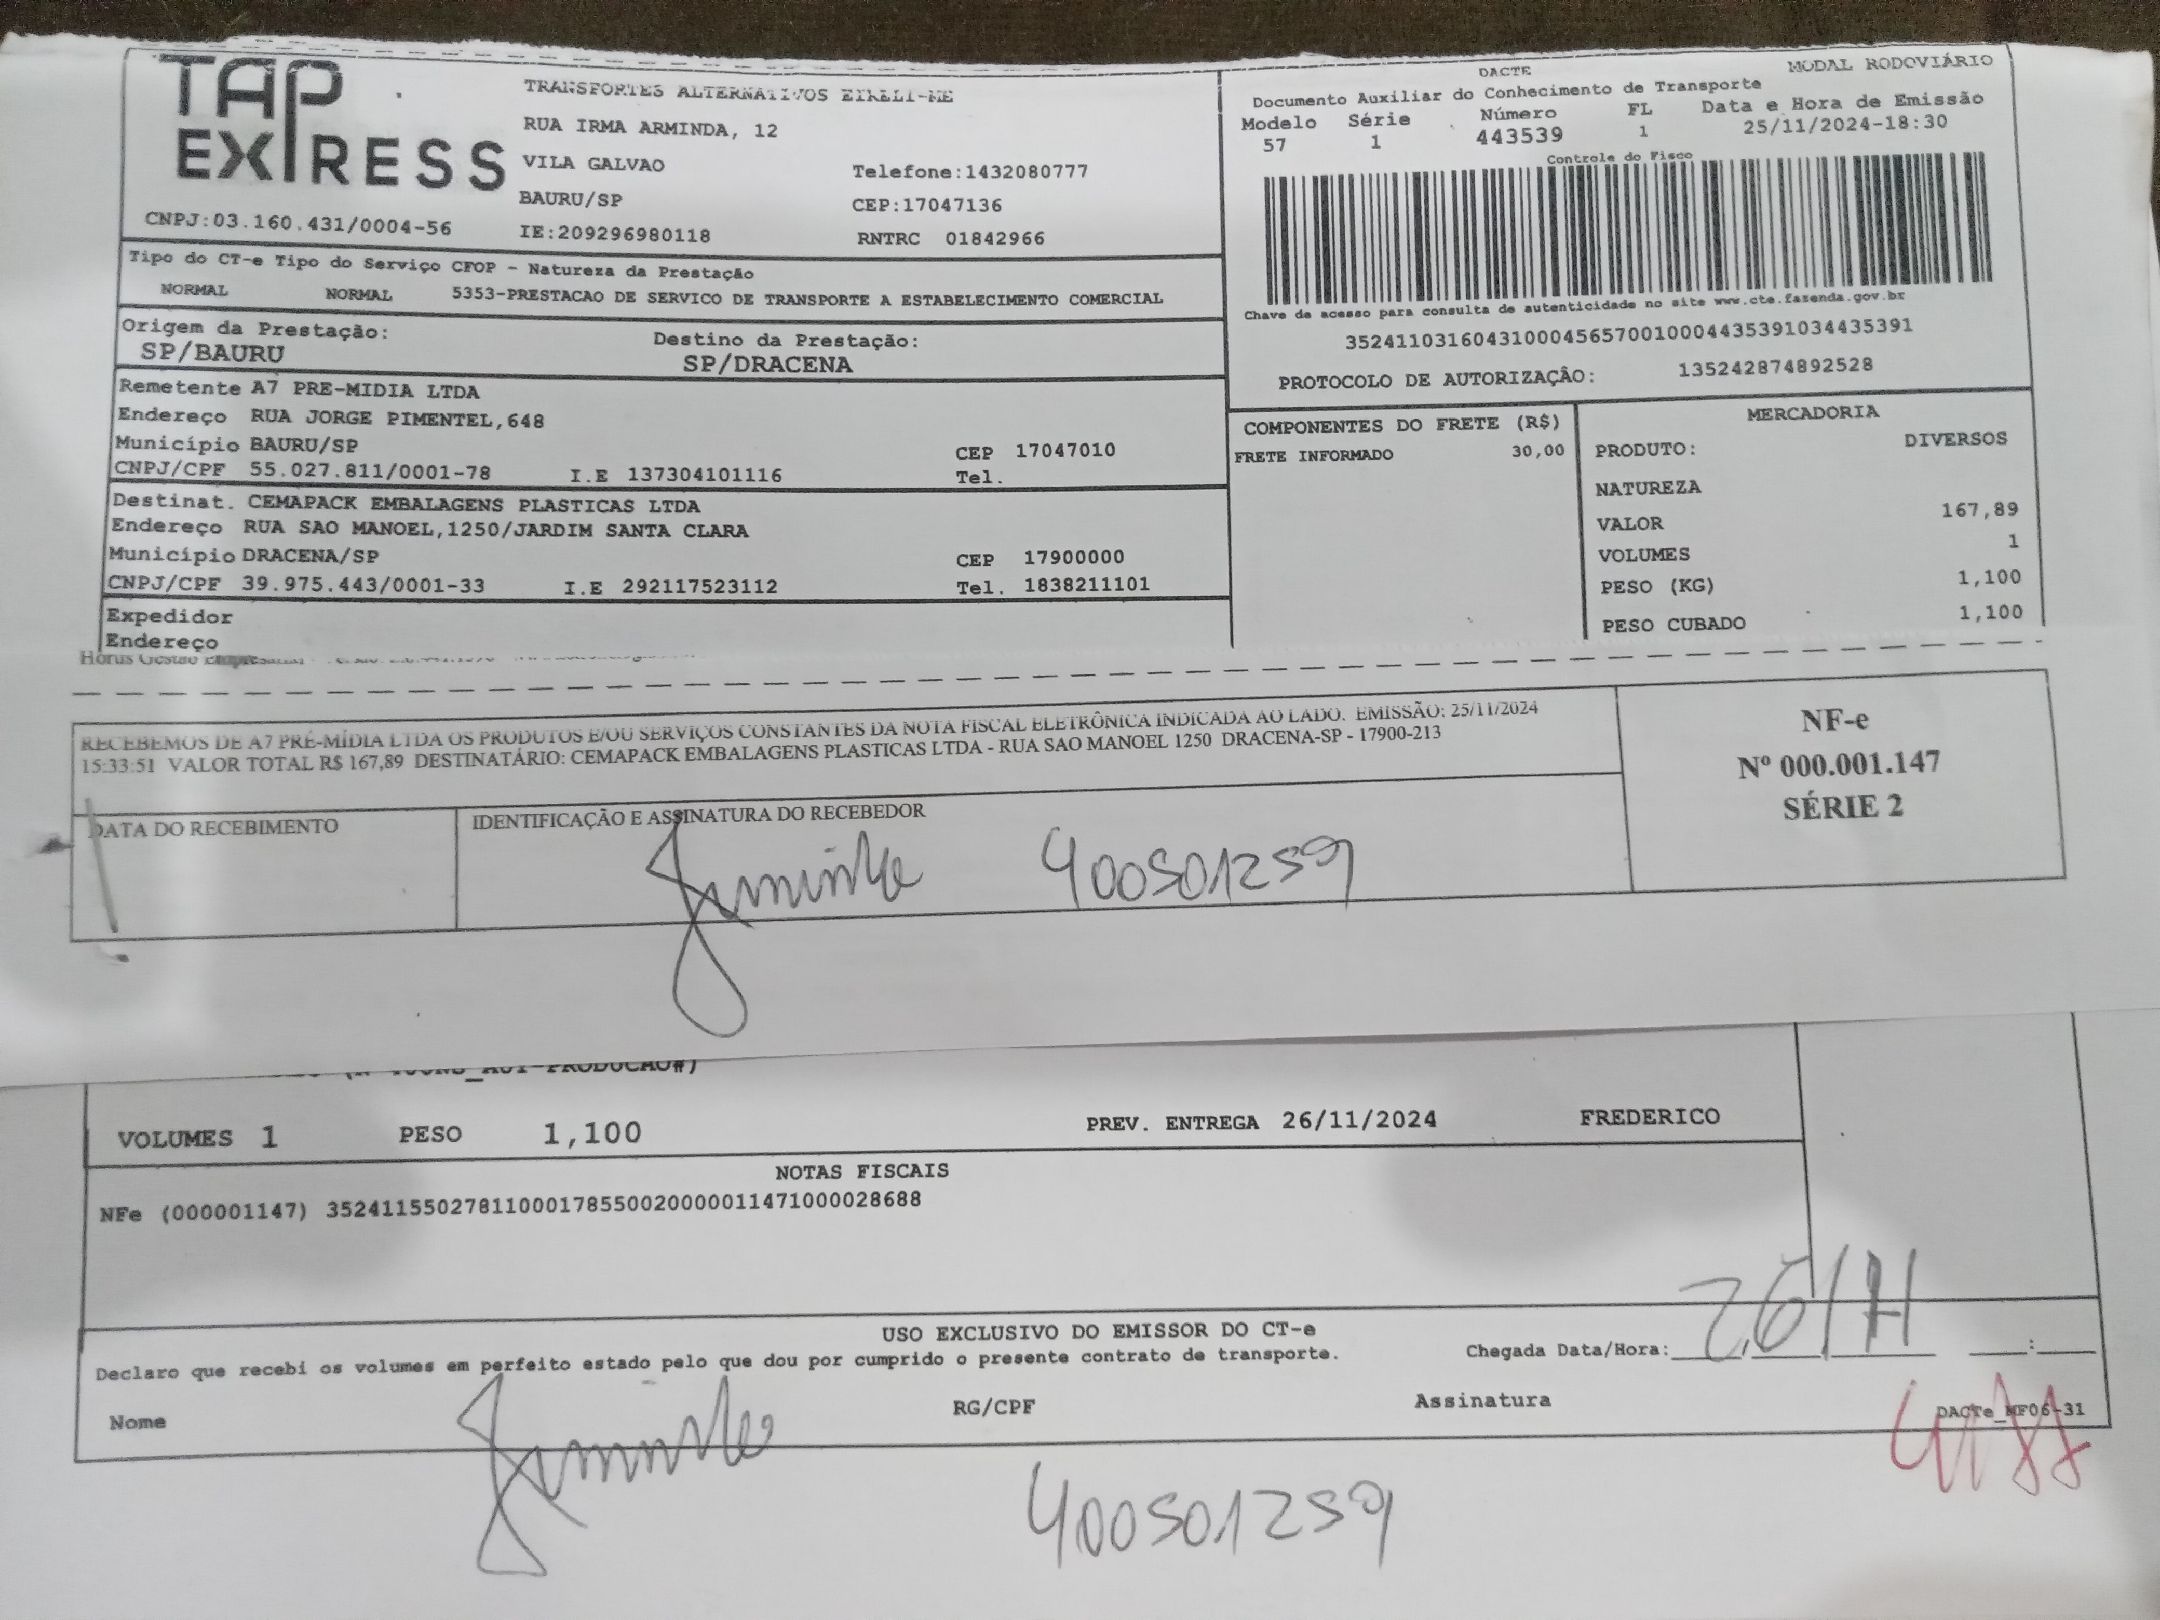 TAP
EXPRESS
TRANSPORTES ALTERNATIVOS EIRELI-ME
RUA IRMA ARMINDA, 12
VILA GALVAO Telefone:1432080777
BAURU/SP CEP:17047136
CNPJ:03.160.431/0004-56 IE:209296980118 RNTRC 01842966
DACTE MODAL RODOVIÁRIO
Documento Auxiliar do Conhecimento de Transporte
Modelo Série Número FL Data e Hora de Emissão
57 1 443539 1 25/11/2024-18:30
Controle do Fisco
Chave de acesso para consulta de autenticidade no site www.cte.fazenda.gov.br
35241103160431000456570010004435391034435391
PROTOCOLO DE AUTORIZAÇÃO: 135242874892528
Tipo do CT-e Tipo do Serviço CFOP - Natureza da Prestação
NORMAL NORMAL 5353-PRESTACAO DE SERVICO DE TRANSPORTE A ESTABELECIMENTO COMERCIAL
Origem da Prestação: Destino da Prestação:
SP/BAURU SP/DRACENA
Remetente A7 PRE-MIDIA LTDA
Endereço RUA JORGE PIMENTEL,648
Município BAURU/SP CEP 17047010
CNPJ/CPF 55.027.811/0001-78 I.E 137304101116 Tel.
Destinat. CEMAPACK EMBALAGENS PLASTICAS LTDA
Endereço RUA SAO MANOEL,1250/JARDIM SANTA CLARA
Município DRACENA/SP CEP 17900000
CNPJ/CPF 39.975.443/0001-33 I.E 292117523112 Tel. 1838211101
Expedidor
Endereço
COMPONENTES DO FRETE (R$)
FRETE INFORMADO 30,00
MERCADORIA
PRODUTO: DIVERSOS
NATUREZA
VALOR 167,89
VOLUMES 1
PESO (KG) 1,100
PESO CUBADO 1,100
Horus Gestão Empresarial
RECEBEMOS DE A7 PRÉ-MÍDIA LTDA OS PRODUTOS E/OU SERVIÇOS CONSTANTES DA NOTA FISCAL ELETRÔNICA INDICADA AO LADO. EMISSÃO: 25/11/2024
15:33:51 VALOR TOTAL R$ 167,89 DESTINATÁRIO: CEMAPACK EMBALAGENS PLASTICAS LTDA - RUA SAO MANOEL 1250 DRACENA-SP - 17900-213
DATA DO RECEBIMENTO IDENTIFICAÇÃO E ASSINATURA DO RECEBEDOR
400501259
NF-e
Nº 000.001.147
SÉRIE 2
VOLUMES 1 PESO 1,100 PREV. ENTREGA 26/11/2024 FREDERICO
NOTAS FISCAIS
NFe (000001147) 35241155027811000178550020000011471000028688
26/11
USO EXCLUSIVO DO EMISSOR DO CT-e
Declaro que recebi os volumes em perfeito estado pelo que dou por cumprido o presente contrato de transporte. Chegada Data/Hora: :
Nome RG/CPF Assinatura DACTe_MF06-31
400501259